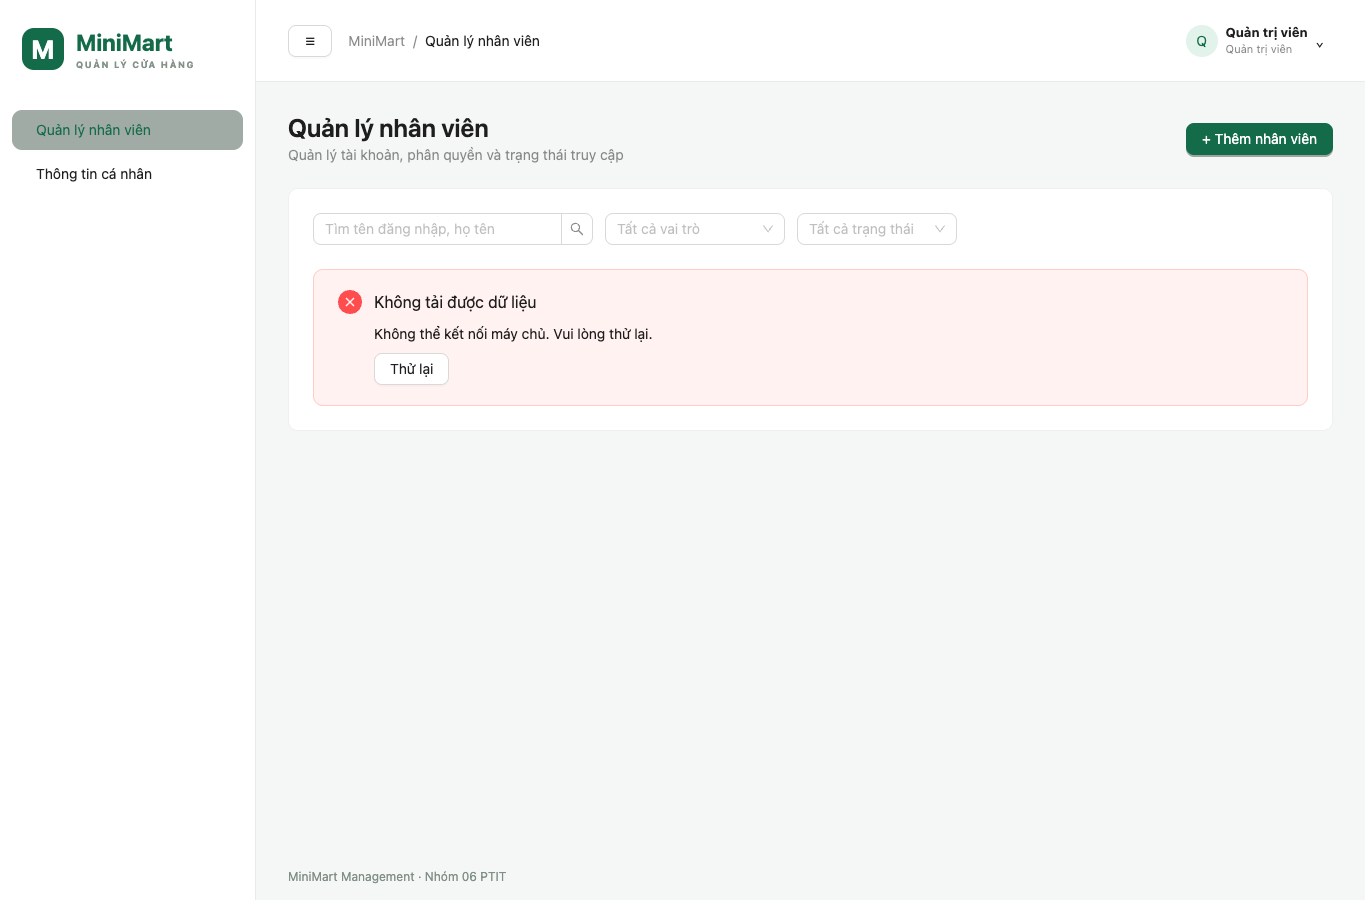 M
MiniMart
QUẢN LÝ CỬA HÀNG
Quản lý nhân viên
Thông tin cá nhân
≡
MiniMart / Quản lý nhân viên
Q
Quản trị viên
Quản trị viên
Quản lý nhân viên
Quản lý tài khoản, phân quyền và trạng thái truy cập
+ Thêm nhân viên
Tìm tên đăng nhập, họ tên
Tất cả vai trò
Tất cả trạng thái
Không tải được dữ liệu
Không thể kết nối máy chủ. Vui lòng thử lại.
Thử lại
MiniMart Management · Nhóm 06 PTIT